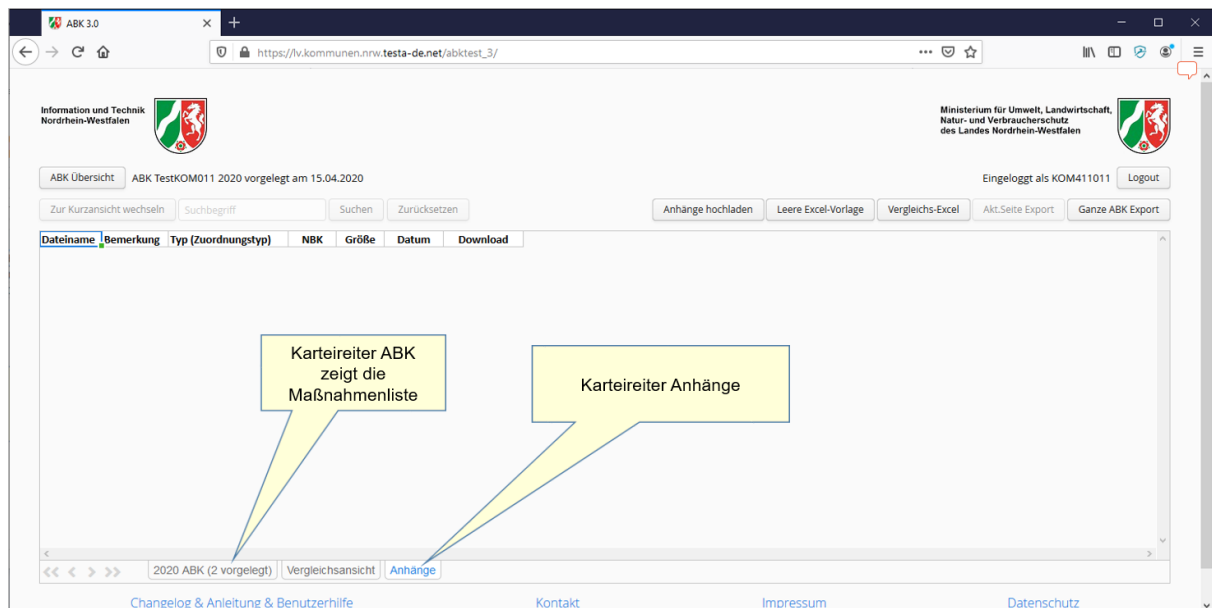 ABK 3.0
https://lv.kommunen.nrw.testa-de.net/abktest_3/
Information und Technik
Nordrhein-Westfalen
Ministerium für Umwelt, Landwirtschaft,
Natur- und Verbraucherschutz
des Landes Nordrhein-Westfalen
ABK Übersicht ABK TestKOM011 2020 vorgelegt am 15.04.2020 Eingeloggt als KOM411011 Logout
Zur Kurzansicht wechseln Suchbegriff Suchen Zurücksetzen Anhänge hochladen Leere Excel-Vorlage Vergleichs-Excel Akt.Seite Export Ganze ABK Export
Dateiname Bemerkung Typ (Zuordnungstyp) NBK Größe Datum Download
Karteireiter ABK
zeigt die
Maßnahmenliste
Karteireiter Anhänge
2020 ABK (2 vorgelegt) Vergleichsansicht Anhänge
Changelog & Anleitung & Benutzerhilfe Kontakt Impressum Datenschutz